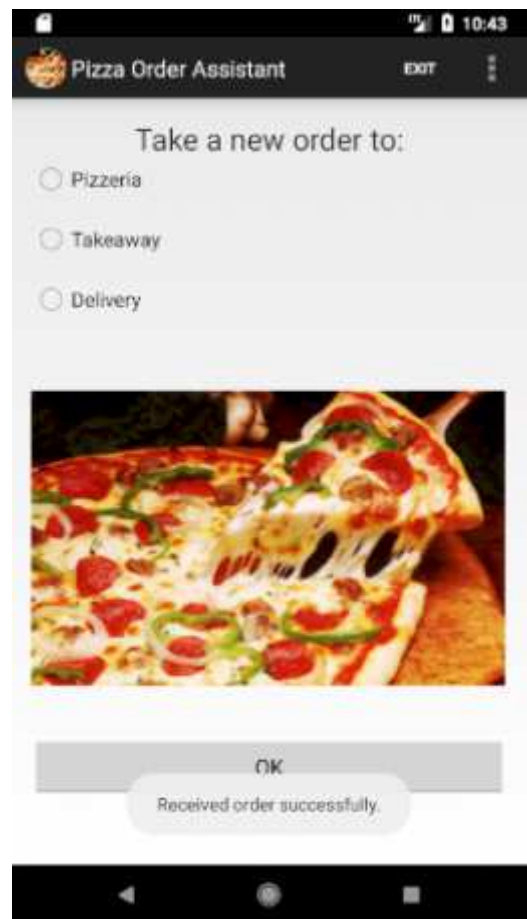 10:43
Pizza Order Assistant EXIT
Take a new order to:
Pizzeria
Takeaway
Delivery
OK
Received order successfully.